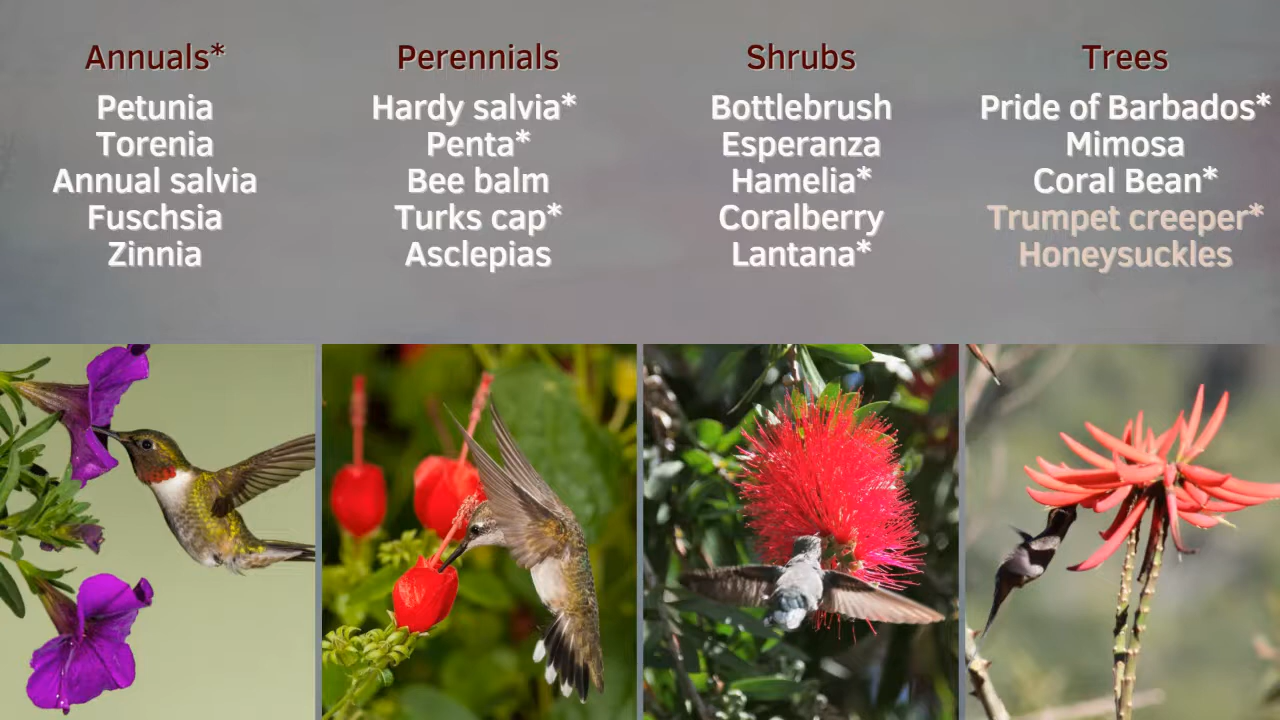 Annuals*
Petunia
Torenia
Annual salvia
Fuschsia
Zinnia
Perennials
Hardy salvia*
Penta*
Bee balm
Turks cap*
Asclepias
Shrubs
Bottlebrush
Esperanza
Hamelia*
Coralberry
Lantana*
Trees
Pride of Barbados*
Mimosa
Coral Bean*
Trumpet creeper*
Honeysuckles